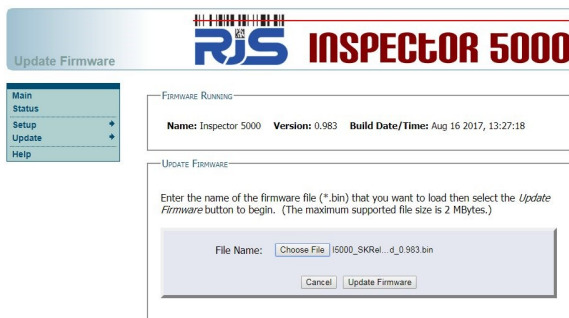 RJS INSPECTOR 5000
Update Firmware
Main
Status
Setup
Update
Help
FIRMWARE RUNNING
Name: Inspector 5000 Version: 0.983 Build Date/Time: Aug 16 2017, 13:27:18
UPDATE FIRMWARE
Enter the name of the firmware file (*.bin) that you want to load then select the Update
Firmware button to begin. (The maximum supported file size is 2 MBytes.)
File Name: Choose File I5000_SKRel...d_0.983.bin
Cancel Update Firmware